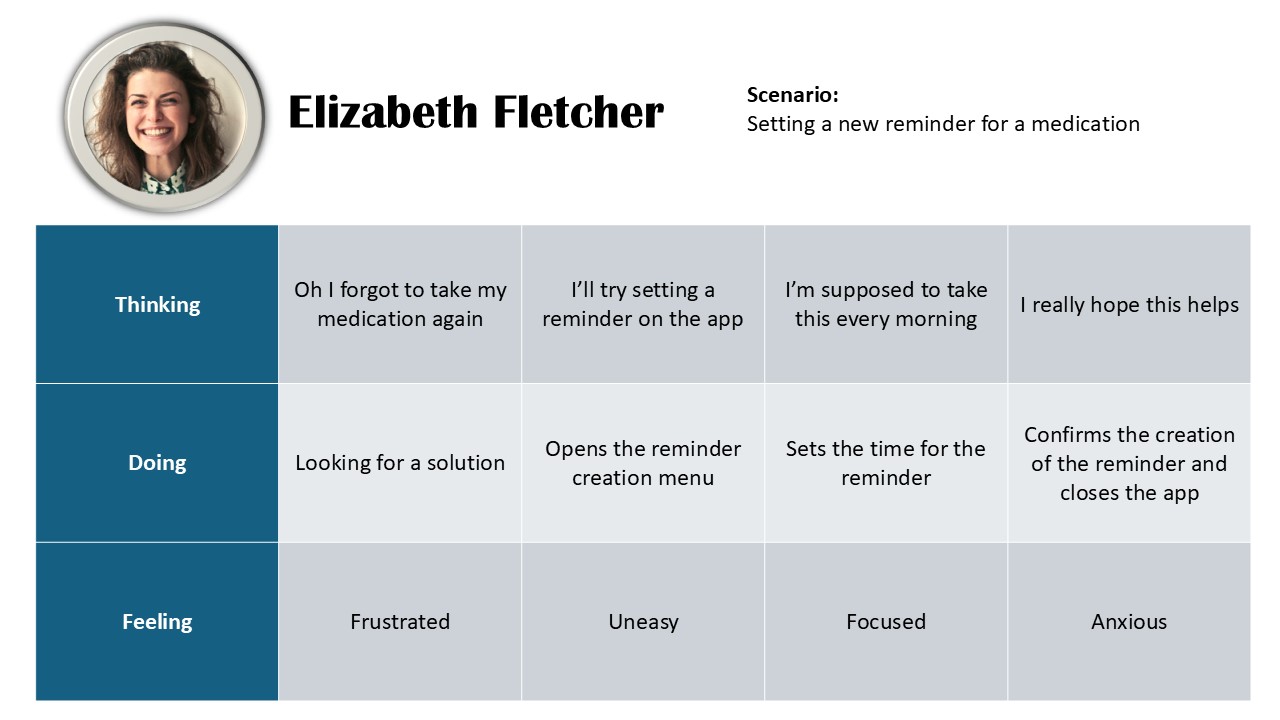 Elizabeth Fletcher
Scenario:
Setting a new reminder for a medication
Thinking
Oh I forgot to take my
medication again
I’ll try setting a
reminder on the app
I’m supposed to take
this every morning
I really hope this helps
Doing
Looking for a solution
Opens the reminder
creation menu
Sets the time for the
reminder
Confirms the creation
of the reminder and
closes the app
Feeling
Frustrated
Uneasy
Focused
Anxious